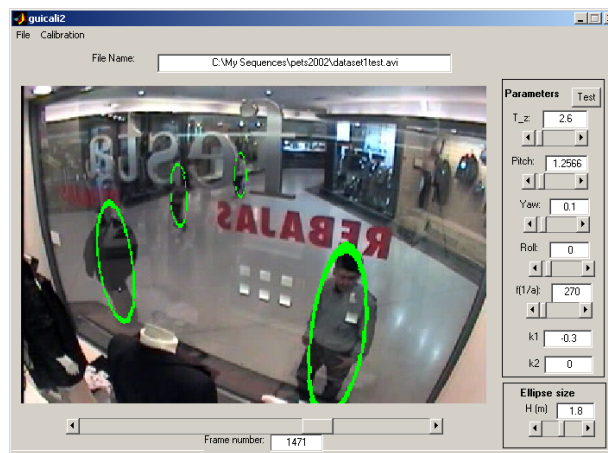 guicali2
File Calibration
File Name: C:\My Sequences\pets2002\dataset1test.avi
Parameters Test
T_z: 2.6
Pitch: 1.2566
Yaw: 0.1
Roll: 0
f(1/a): 270
k1 -0.3
k2 0
Ellipse size
H (m) 1.8
REBAJAS
Frame number: 1471